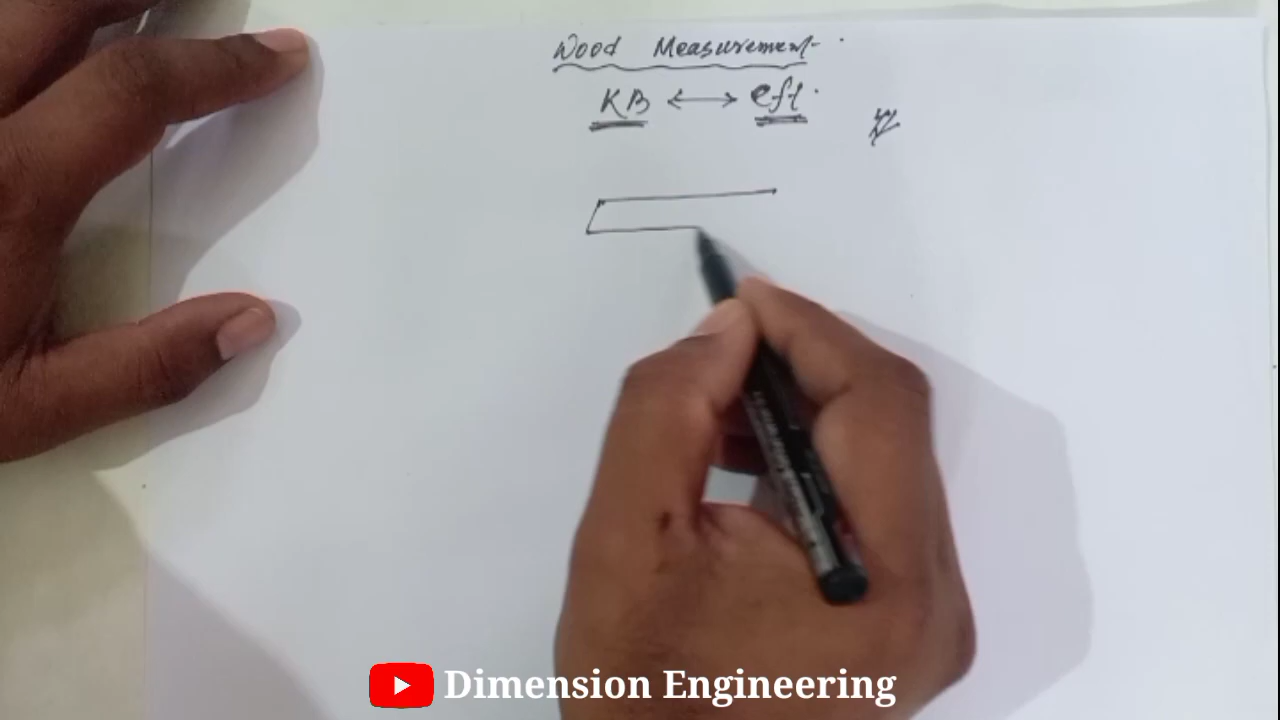 Wood Measurement
KB ↔ cft.
Dimension Engineering